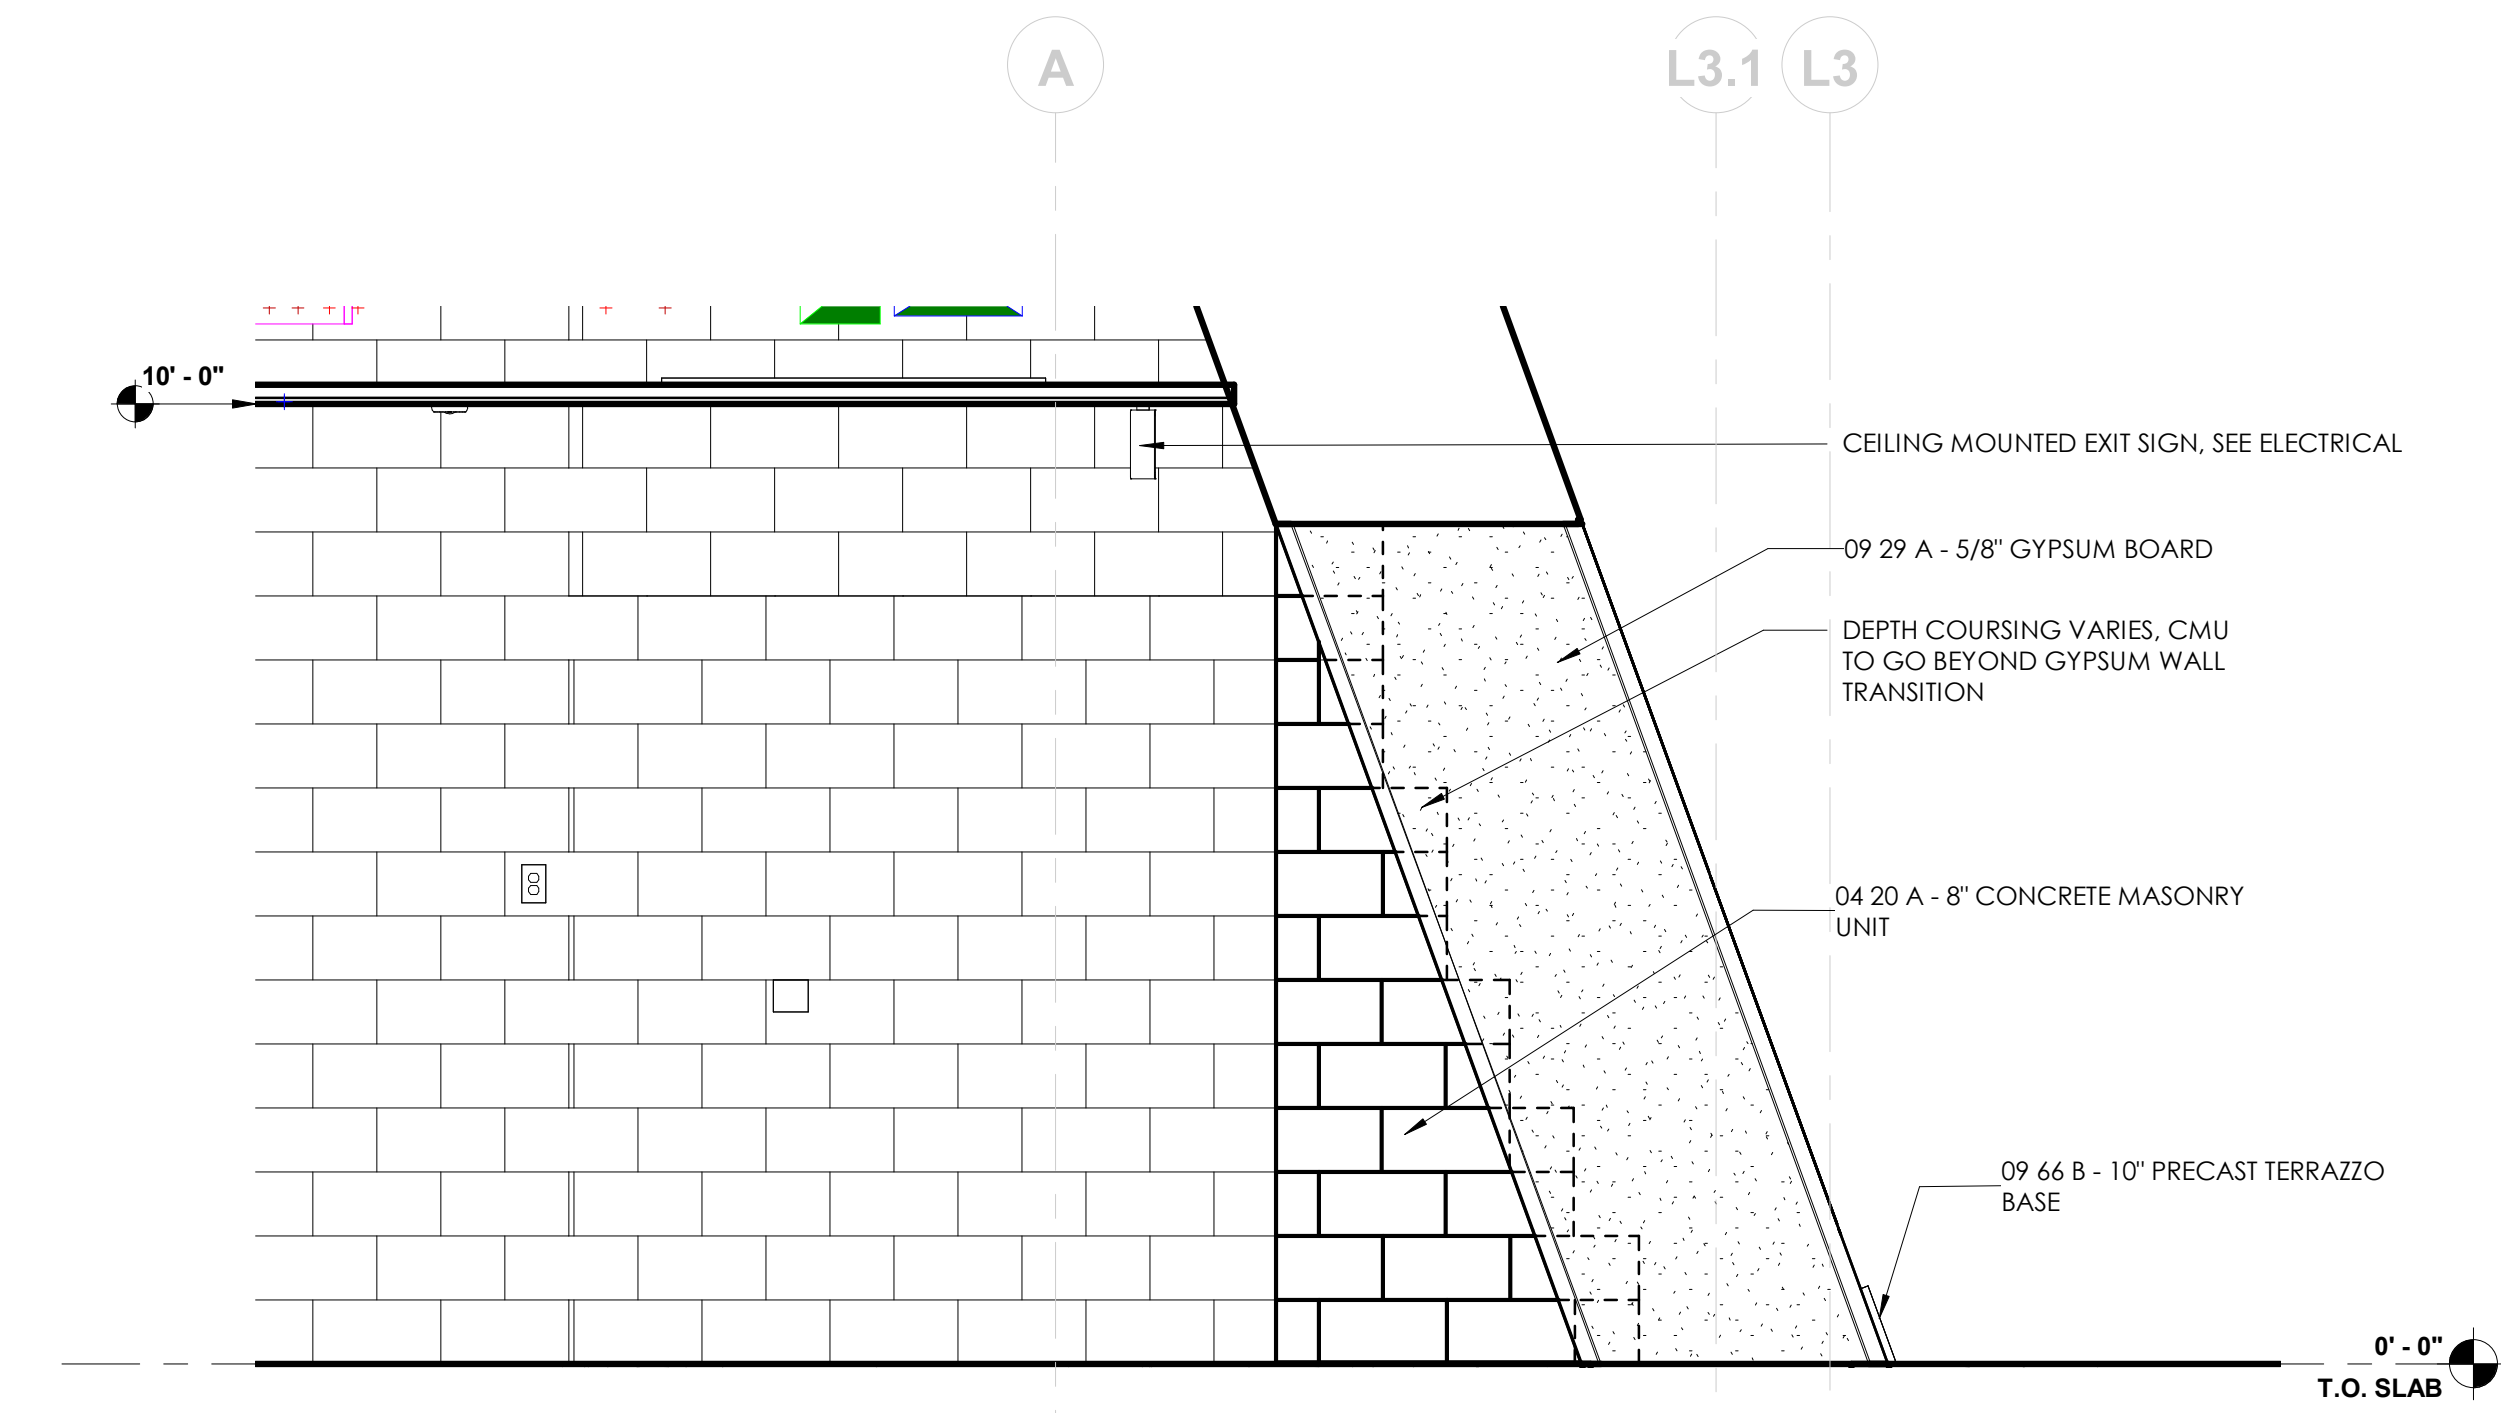 A
L3.1
L3
10' - 0"
CEILING MOUNTED EXIT SIGN, SEE ELECTRICAL
09 29 A - 5/8" GYPSUM BOARD
DEPTH COURSING VARIES, CMU
TO GO BEYOND GYPSUM WALL
TRANSITION
04 20 A - 8" CONCRETE MASONRY
UNIT
09 66 B - 10" PRECAST TERRAZZO
BASE
0' - 0"
T.O. SLAB